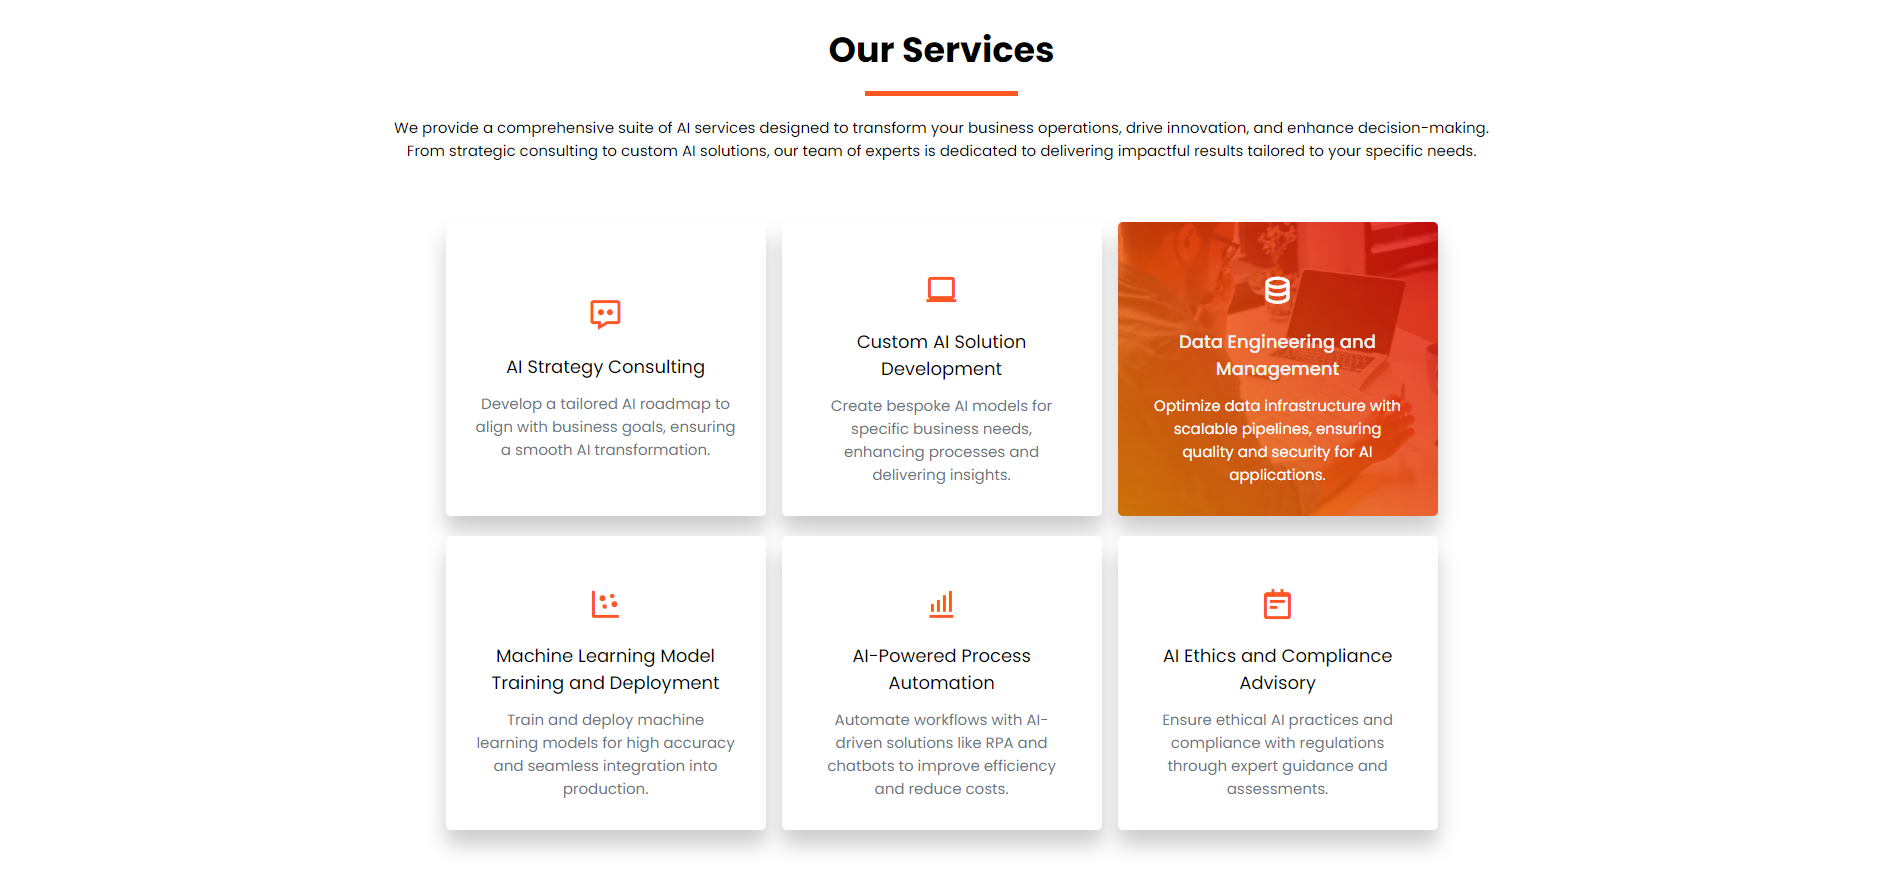 Our Services
We provide a comprehensive suite of AI services designed to transform your business operations, drive innovation, and enhance decision-making.
From strategic consulting to custom AI solutions, our team of experts is dedicated to delivering impactful results tailored to your specific needs.
AI Strategy Consulting
Develop a tailored AI roadmap to
align with business goals, ensuring
a smooth AI transformation.
Custom AI Solution
Development
Create bespoke AI models for
specific business needs,
enhancing processes and
delivering insights.
Data Engineering and
Management
Optimize data infrastructure with
scalable pipelines, ensuring
quality and security for AI
applications.
Machine Learning Model
Training and Deployment
Train and deploy machine
learning models for high accuracy
and seamless integration into
production.
AI-Powered Process
Automation
Automate workflows with AI-
driven solutions like RPA and
chatbots to improve efficiency
and reduce costs.
AI Ethics and Compliance
Advisory
Ensure ethical AI practices and
compliance with regulations
through expert guidance and
assessments.